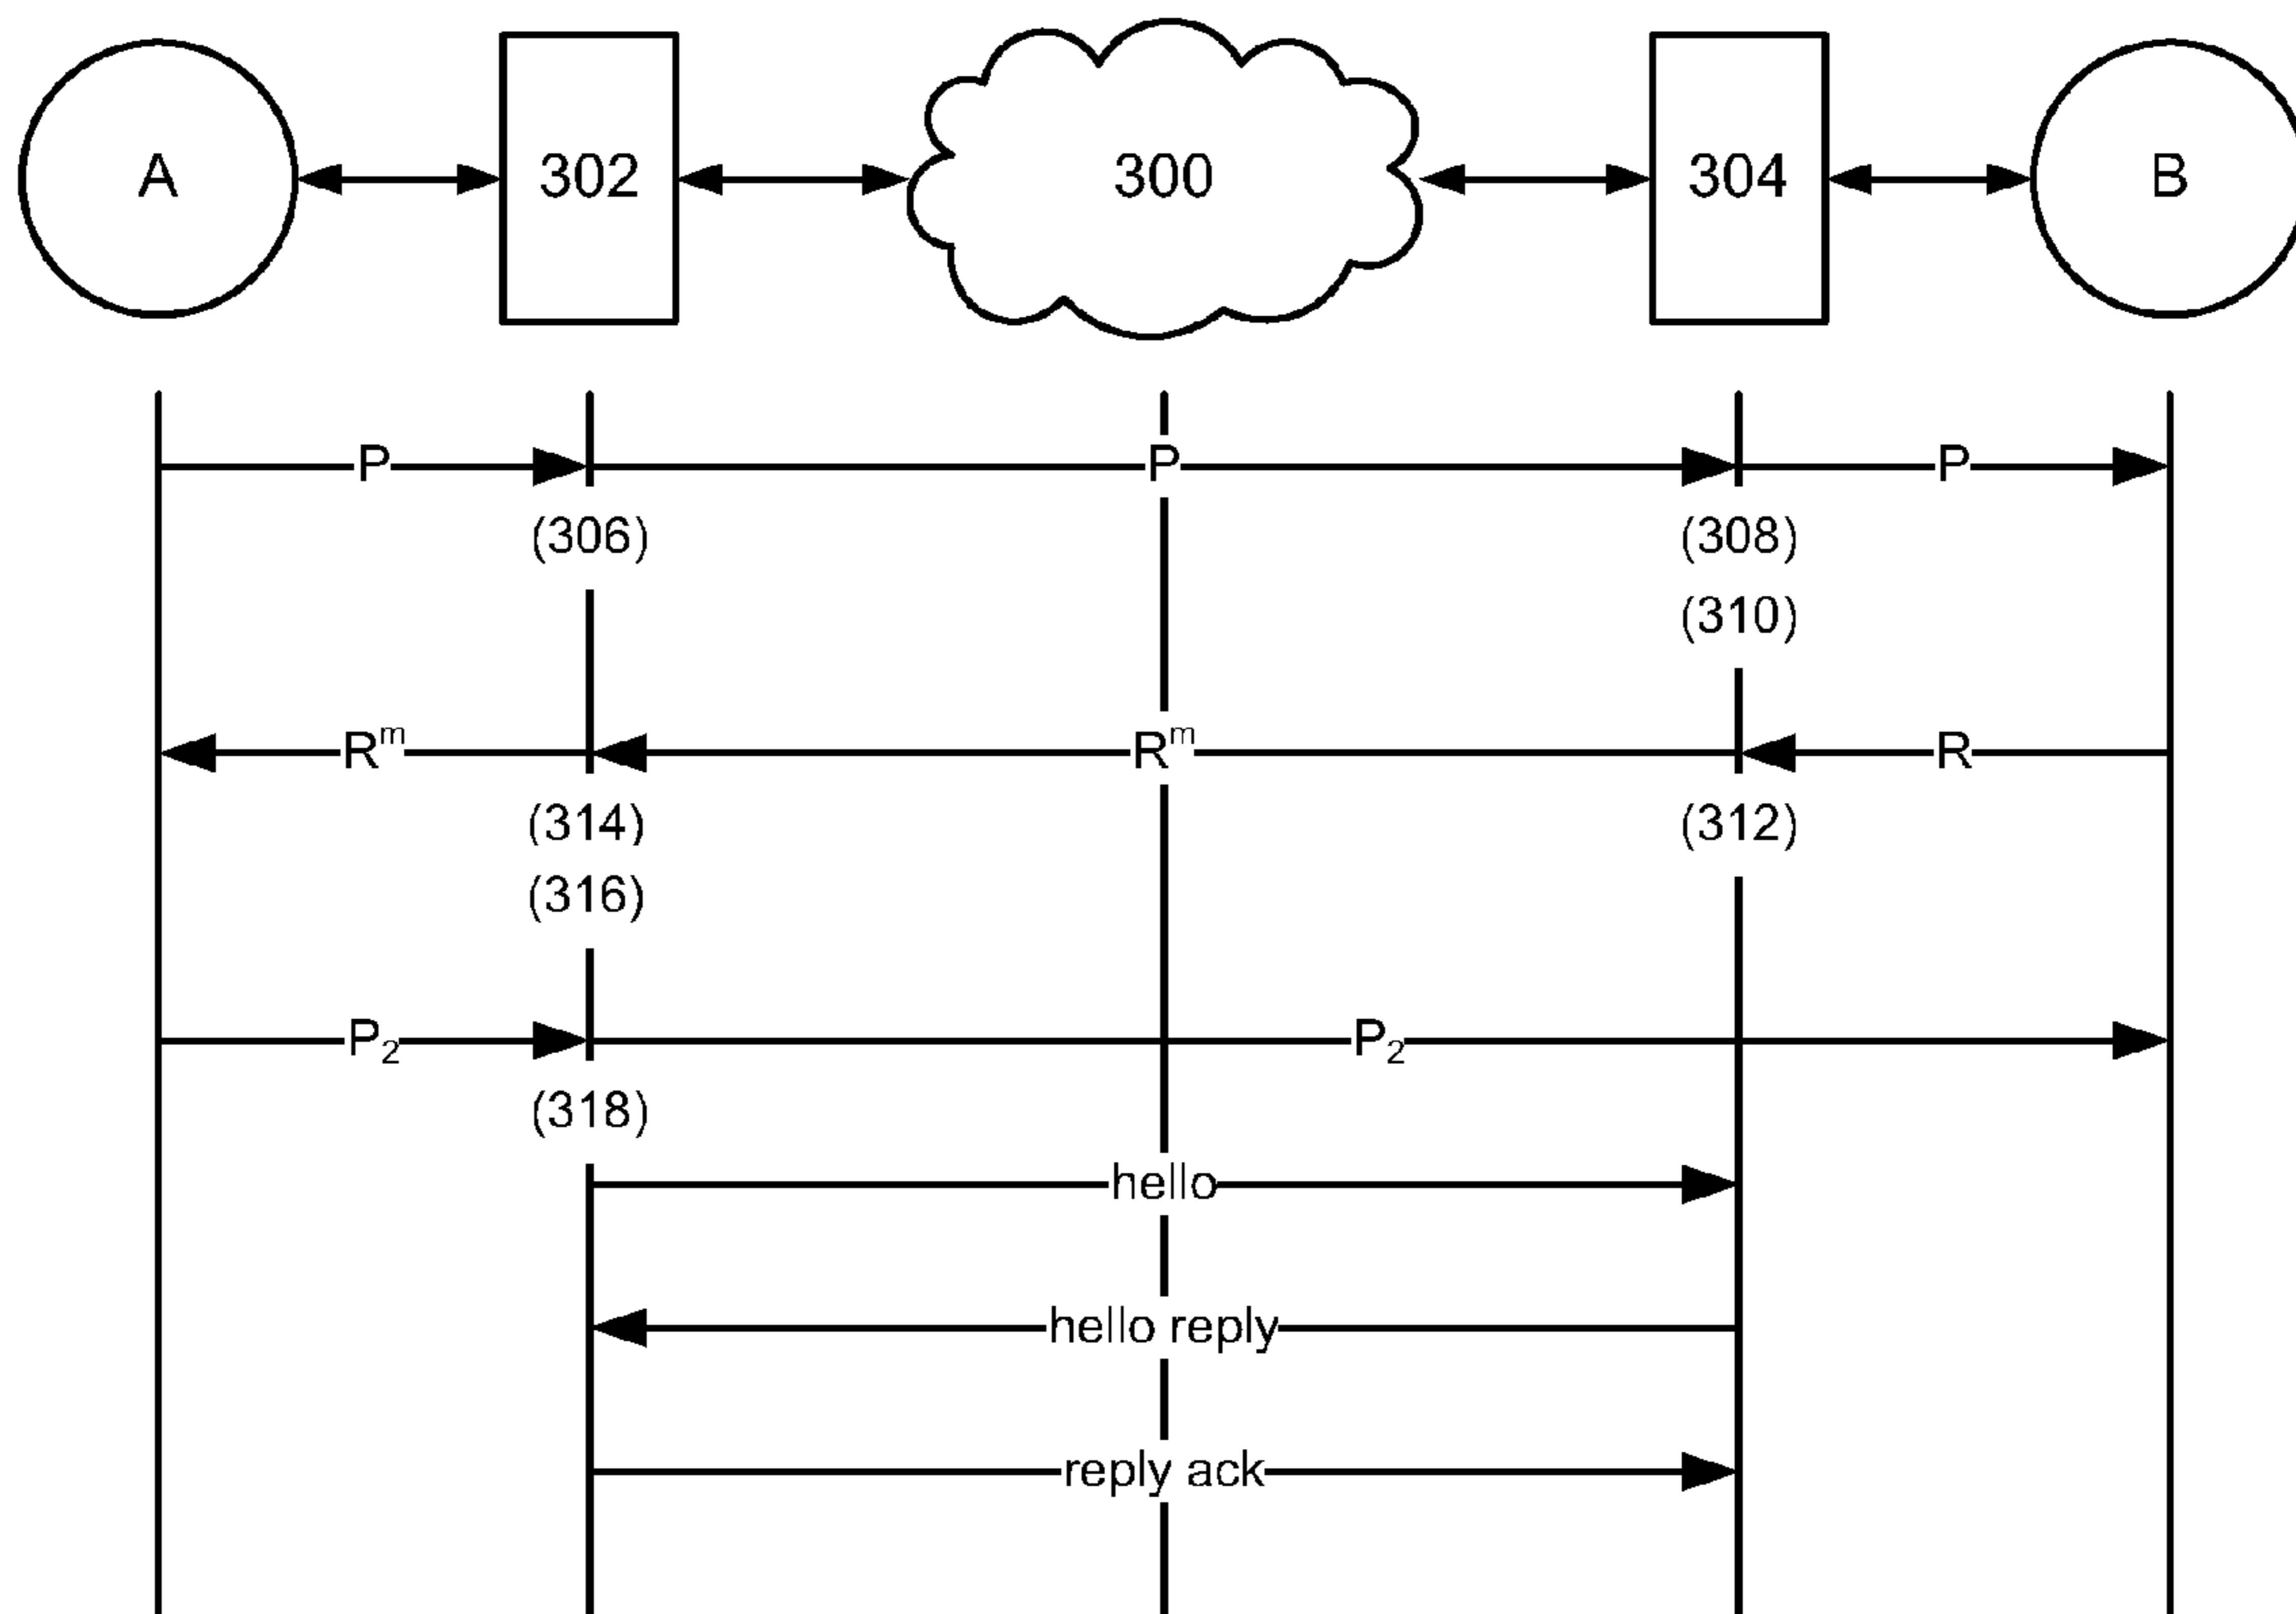 A 302 300 304 B
P P P
(306) (308)
(310)
Rᵐ Rᵐ R
(314) (312)
(316)
P₂ P₂
(318)
hello
hello reply
reply ack